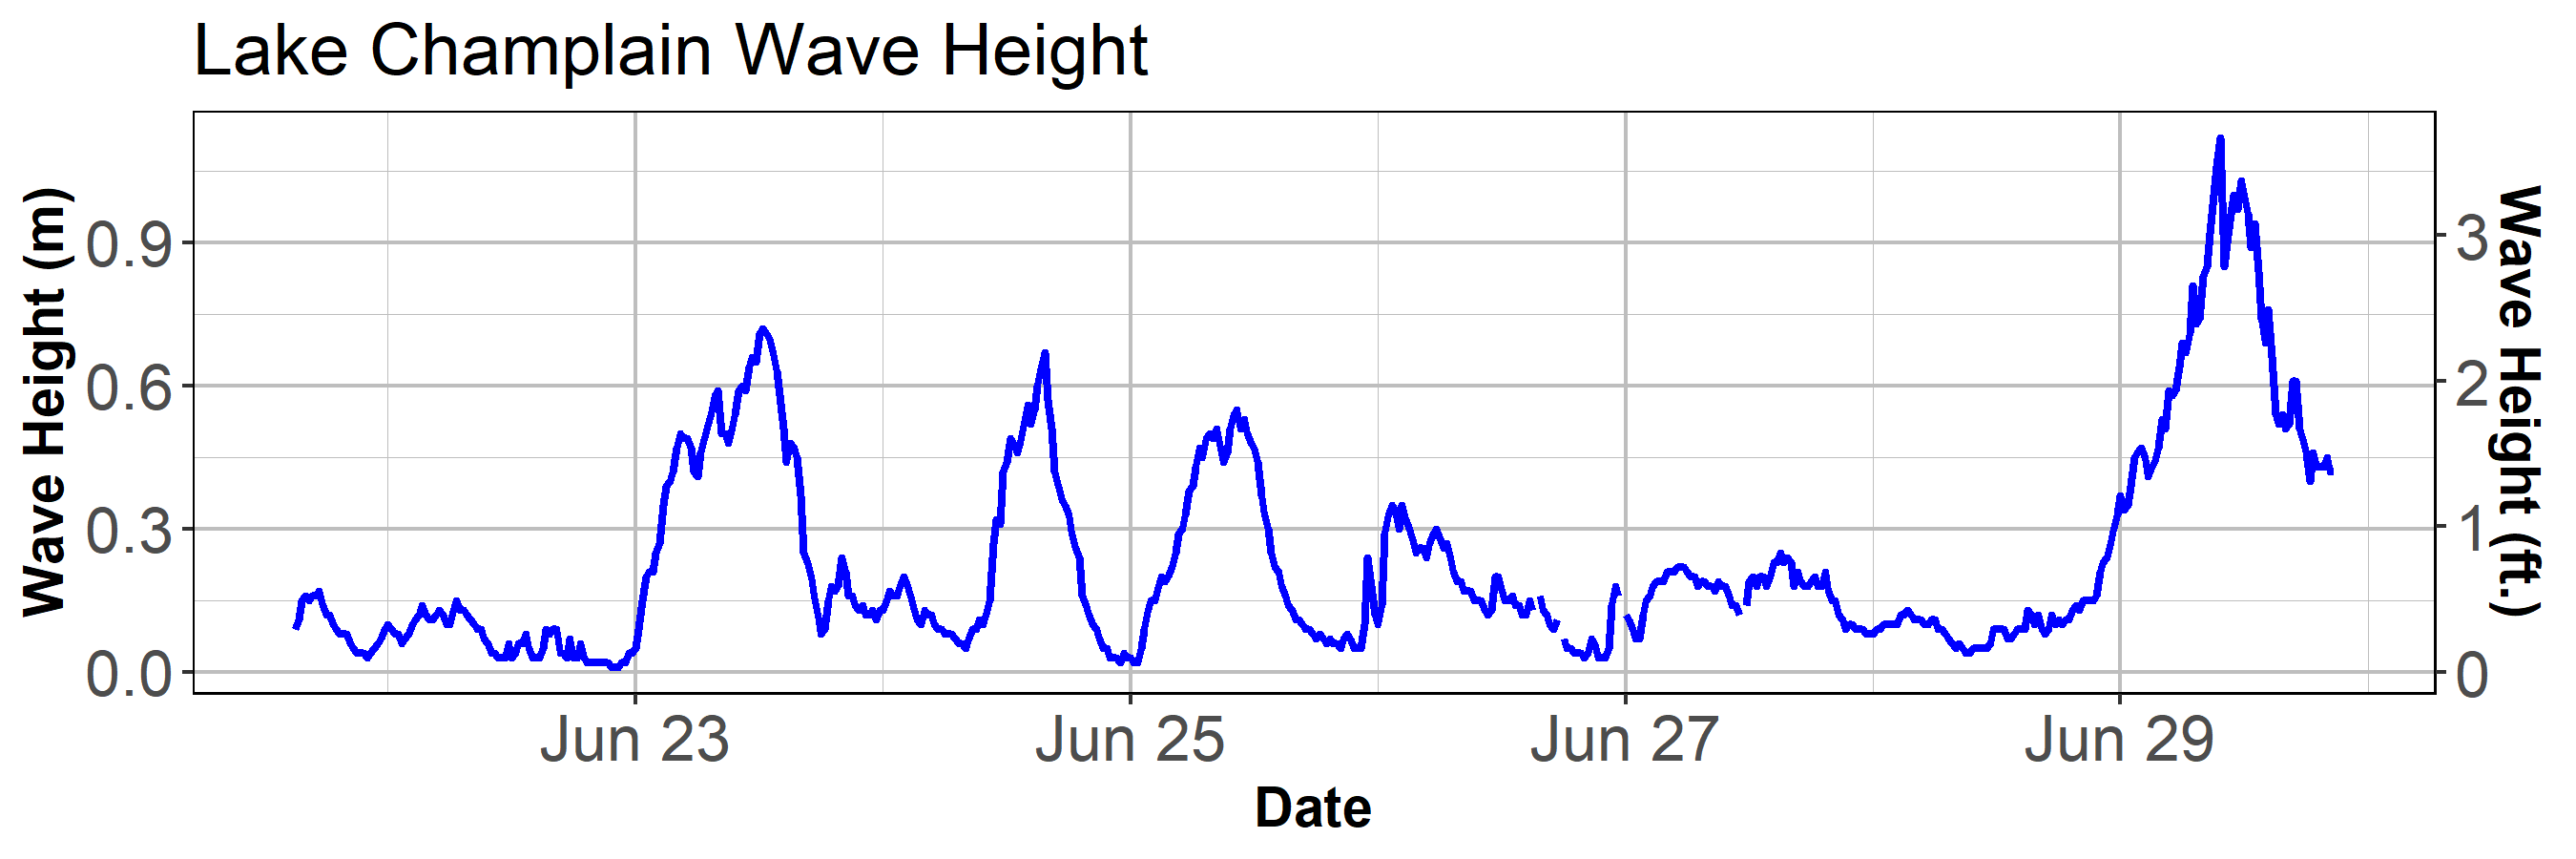 Lake Champlain Wave Height
Wave Height (m)
0.9
0.6
0.3
0.0
3
2
1
0
Wave Height (ft.)
Jun 23 Jun 25 Jun 27 Jun 29
Date